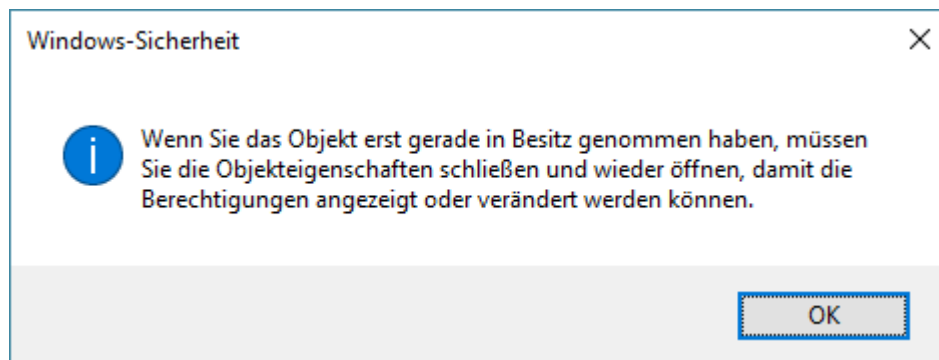 Windows-Sicherheit
Wenn Sie das Objekt erst gerade in Besitz genommen haben, müssen
Sie die Objekteigenschaften schließen und wieder öffnen, damit die
Berechtigungen angezeigt oder verändert werden können.
OK